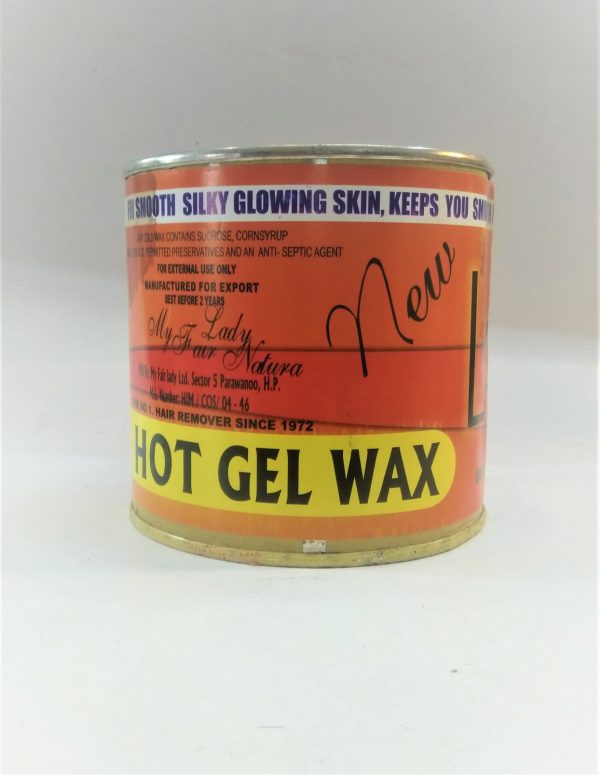 SMOOTH SILKY GLOWING SKIN, KEEPS YOU
WAX CONTAINS SUCROSE, CORNSYRUP
PERMITTED PRESERVATIVES AND AN ANTI- SEPTIC AGENT
FOR EXTERNAL USE ONLY
MANUFACTURED FOR EXPORT
BEST BEFORE 2 YEARS
My Fair Lady Natura
My Fair lady Ltd. Sector 5 Parawanoo, H.P.
M.L. Number: HIM / COS/ 04 - 46
NO 1. HAIR REMOVER SINCE 1972
New
HOT GEL WAX